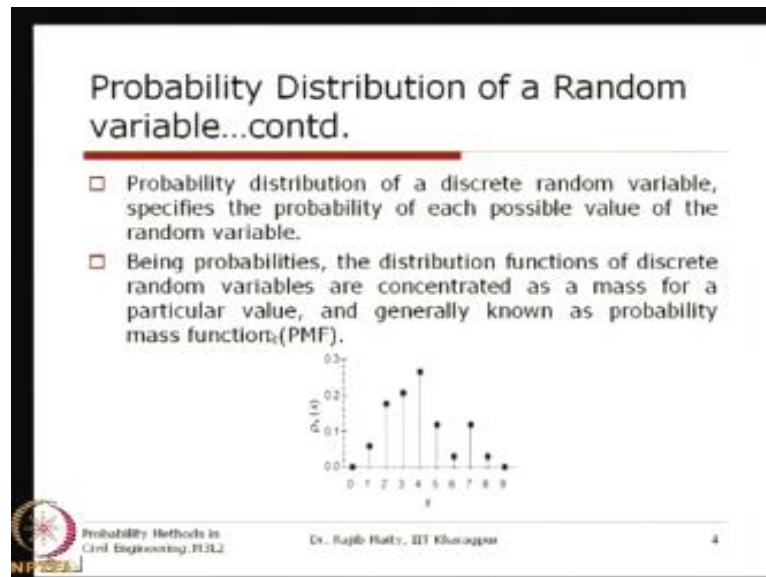 Probability Distribution of a Random
variable...contd.
Probability distribution of a discrete random variable,
specifies the probability of each possible value of the
random variable.
Being probabilities, the distribution functions of discrete
random variables are concentrated as a mass for a
particular value, and generally known as probability
mass function (PMF).
0.3
0.2
0.1
0.0
(x)
0 1 2 3 4 5 6 7 8 9
Probability Methods in
Civil Engineering:M3L2
Dr. Rajib Maity, IIT Kharagpur
4
NPTEL